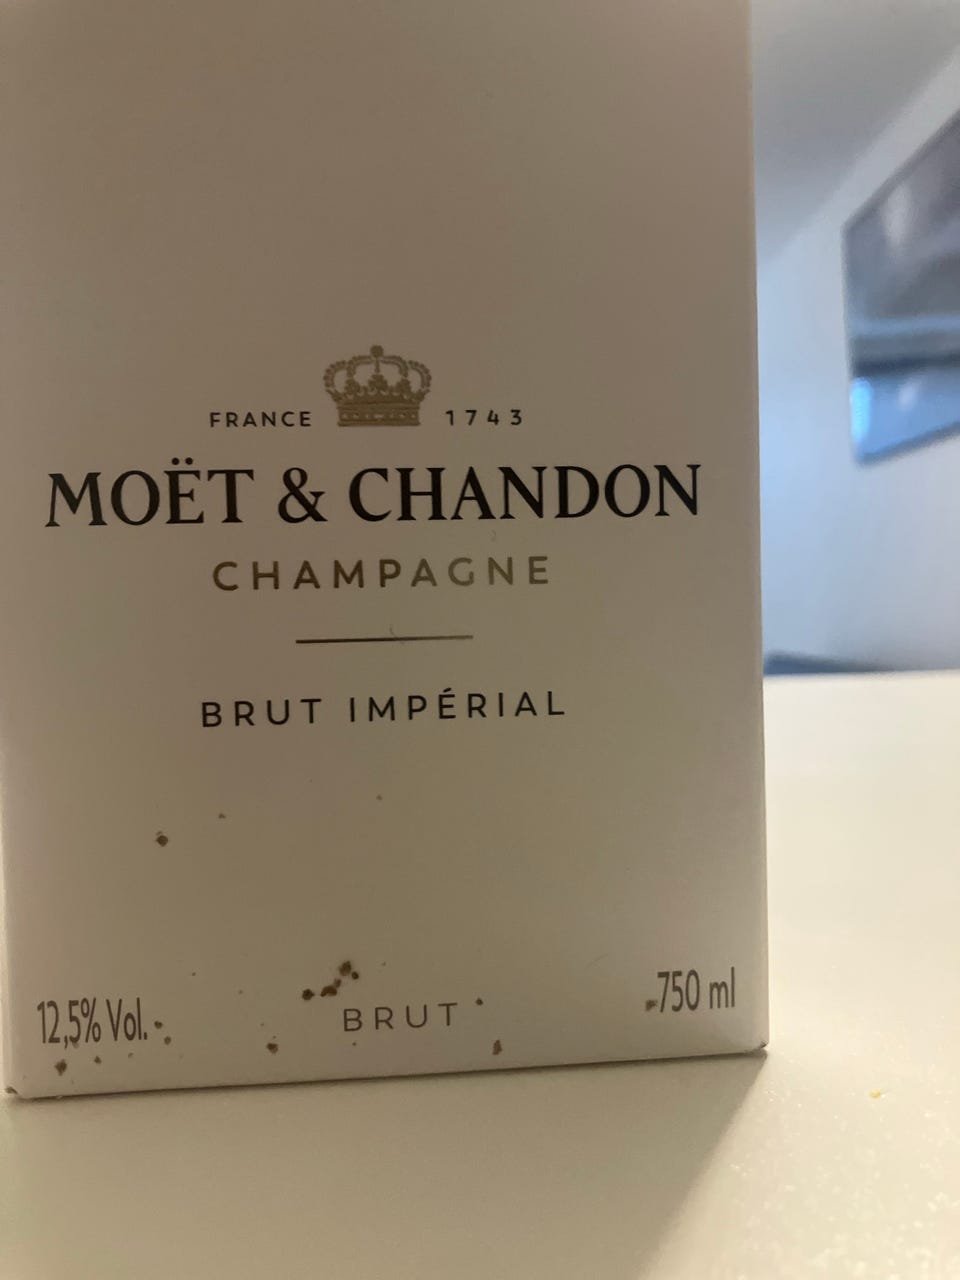 FRANCE 1743
MOËT & CHANDON
CHAMPAGNE
BRUT IMPÉRIAL
12,5% Vol. BRUT 750 ml